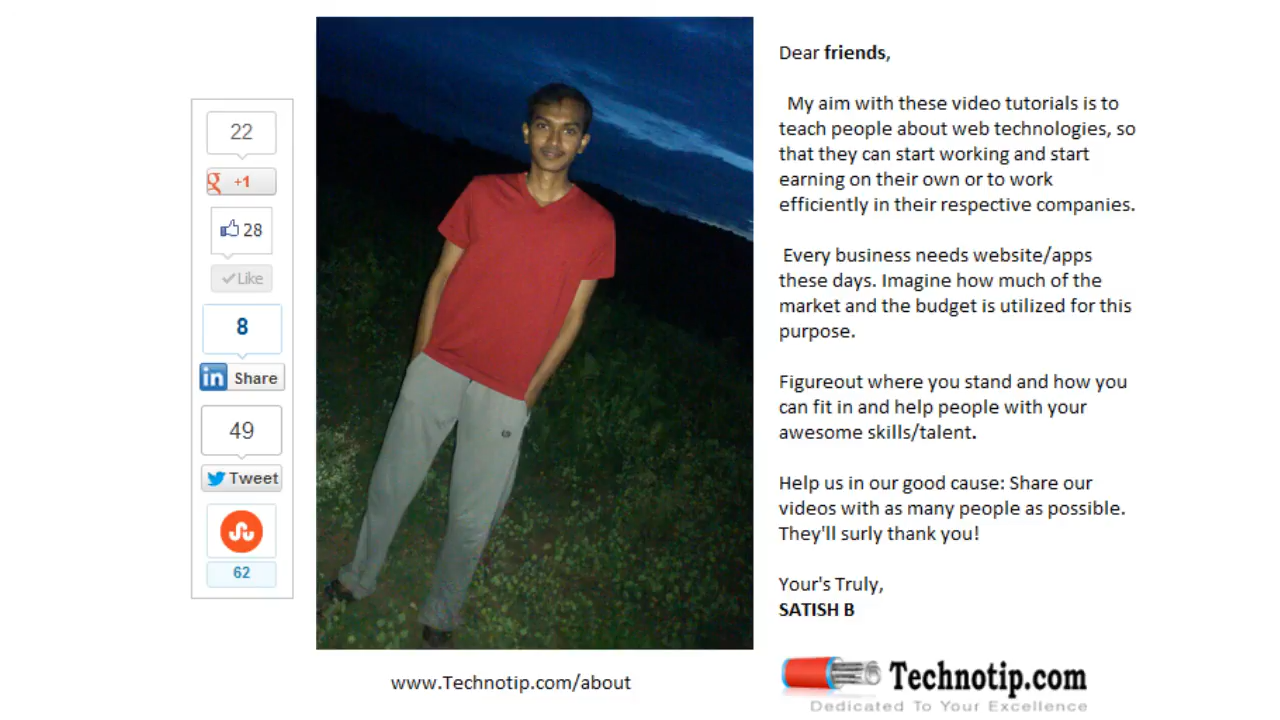 22
+1
28
Like
8
in Share
49
Tweet
62
Dear friends,
My aim with these video tutorials is to
teach people about web technologies, so
that they can start working and start
earning on their own or to work
efficiently in their respective companies.
Every business needs website/apps
these days. Imagine how much of the
market and the budget is utilized for this
purpose.
Figureout where you stand and how you
can fit in and help people with your
awesome skills/talent.
Help us in our good cause: Share our
videos with as many people as possible.
They'll surly thank you!
Your's Truly,
SATISH B
www.Technotip.com/about
Technotip.com
Dedicated To Your Excellence